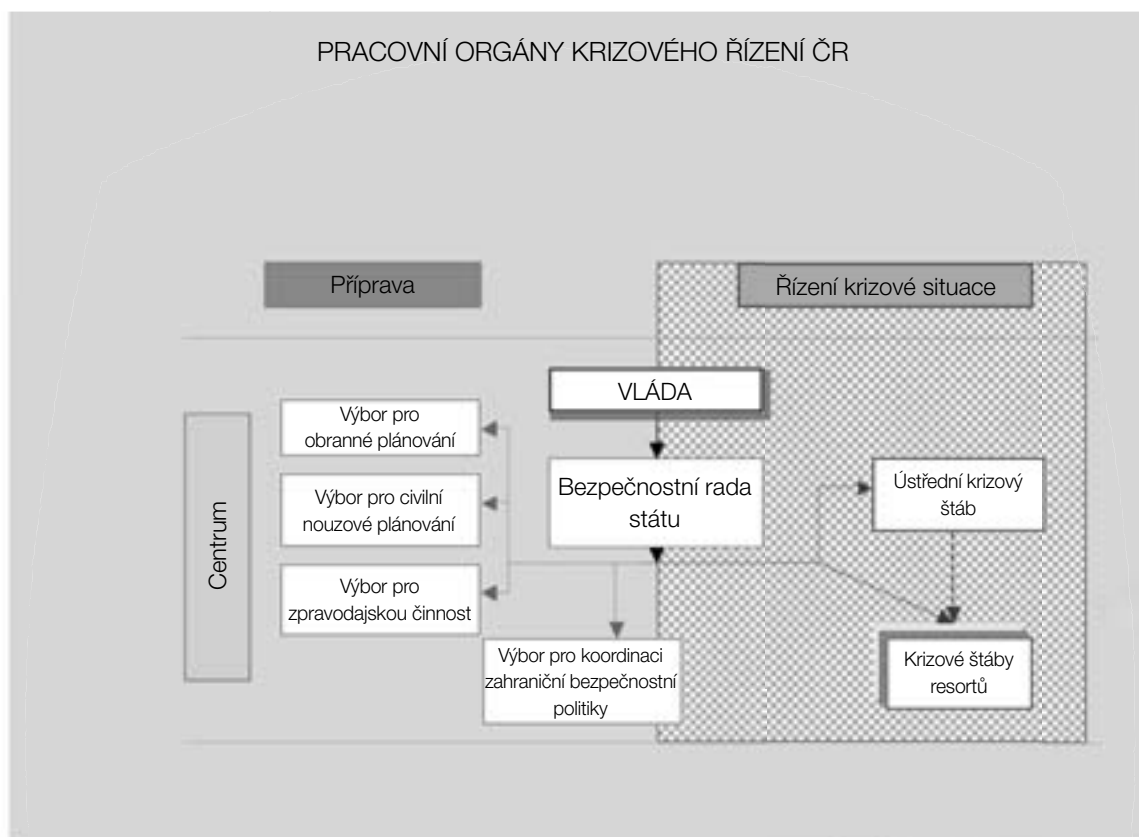 PRACOVNÍ ORGÁNY KRIZOVÉHO ŘÍZENÍ ČR
Příprava
Řízení krizové situace
VLÁDA
Centrum
Výbor pro
obranné plánování
Výbor pro civilní
nouzové plánování
Výbor pro
zpravodajskou činnost
Bezpečnostní rada
státu
Výbor pro koordinaci
zahraniční bezpečnostní
politiky
Ústřední krizový
štáb
Krizové štáby
resortů